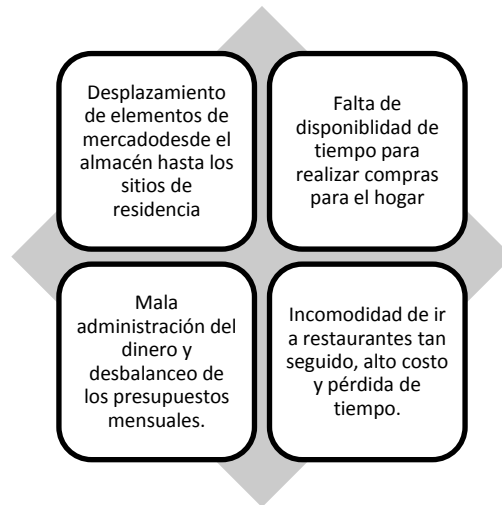 Desplazamiento
de elementos de
mercadodesde el
almacén hasta los
sitios de
residencia
Falta de
disponiblidad de
tiempo para
realizar compras
para el hogar
Mala
administración del
dinero y
desbalanceo de
los presupuestos
mensuales.
Incomodidad de ir
a restaurantes tan
seguido, alto costo
y pérdida de
tiempo.